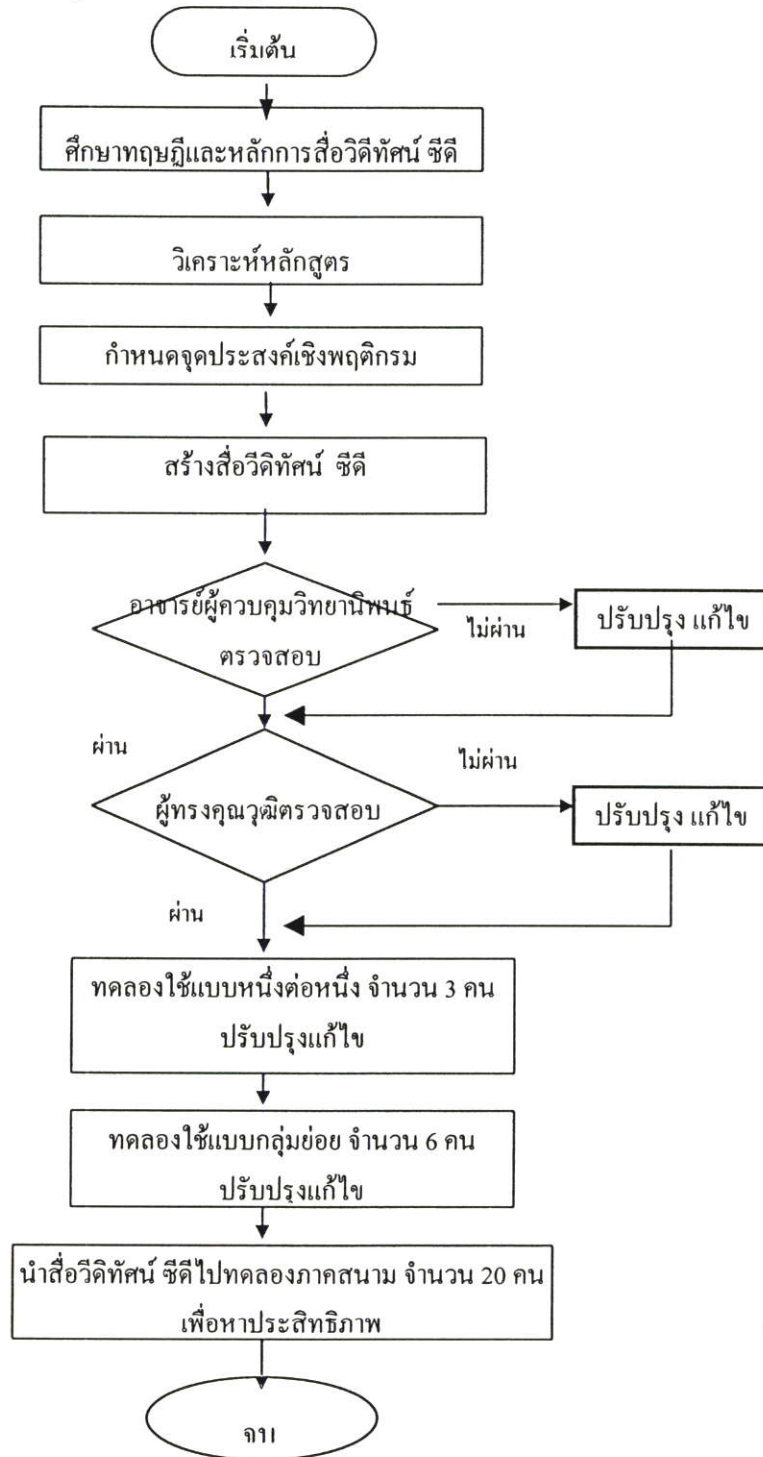 เริ่มต้น
ศึกษาทฤษฎีและหลักการสื่อวิดีทัศน์ ซีดี
วิเคราะห์หลักสูตร
กำหนดจุดประสงค์เชิงพฤติกรม
สร้างสื่อวีดิทัศน์ ซีดี
อาจารย์ผู้ควบคุมวิทยานิพนธ์
ตรวจสอบ
ไม่ผ่าน
ปรับปรุง แก้ไข
ผ่าน
ไม่ผ่าน
ผู้ทรงคุณวุฒิตรวจสอบ
ปรับปรุง แก้ไข
ผ่าน
ทดลองใช้แบบหนึ่งต่อหนึ่ง จำนวน 3 คน
ปรับปรุงแก้ไข
ทดลองใช้แบบกลุ่มย่อย จำนวน 6 คน
ปรับปรุงแก้ไข
นำสื่อวีดิทัศน์ ซีดีไปทดลองภาคสนาม จำนวน 20 คน
เพื่อหาประสิทธิภาพ
จบ